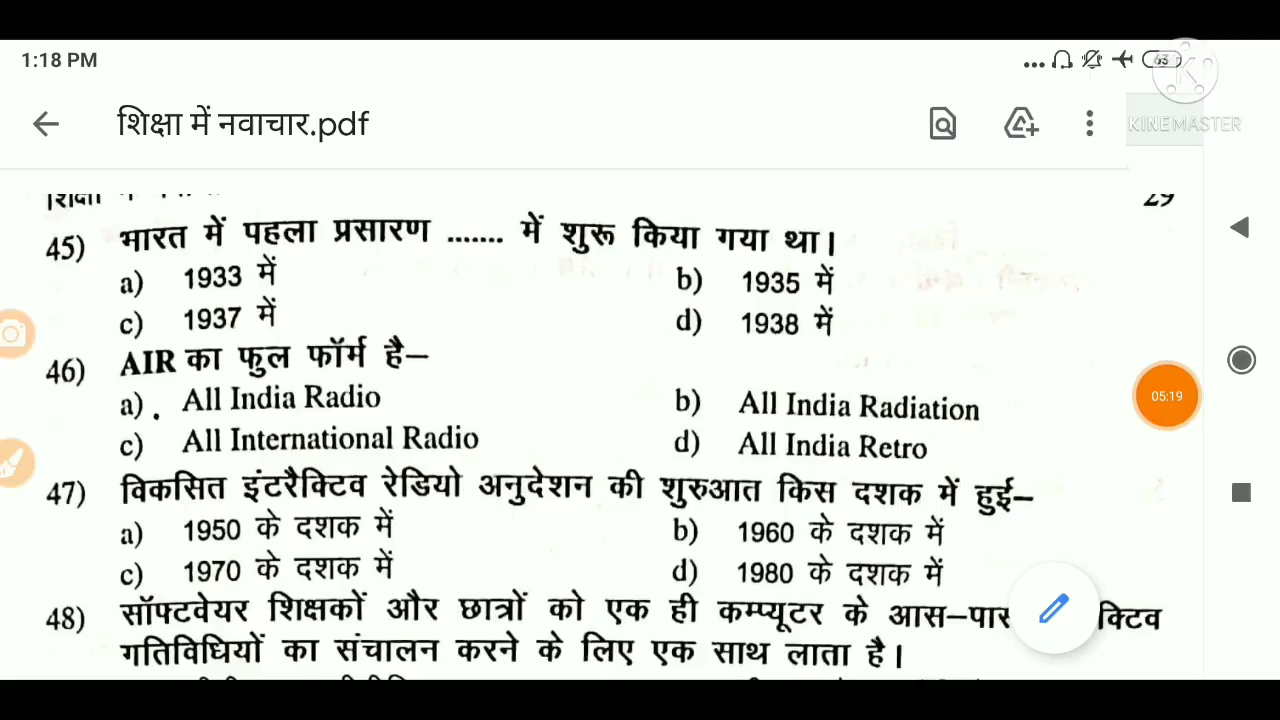 1:18 PM
63
शिक्षा में नवाचार.pdf
KINEMASTER
शिक्षा
29
45) भारत में पहला प्रसारण ....... में शुरू किया गया था।
a) 1933 में b) 1935 में
c) 1937 में d) 1938 में
46) AIR का फुल फॉर्म है–
a) . All India Radio b) All India Radiation
c) All International Radio d) All India Retro
05:19
47) विकसित इंटरैक्टिव रेडियो अनुदेशन की शुरुआत किस दशक में हुई–
a) 1950 के दशक में b) 1960 के दशक में
c) 1970 के दशक में d) 1980 के दशक में
48) सॉफ्टवेयर शिक्षकों और छात्रों को एक ही कम्प्यूटर के आस–पास क्टिव
गतिविधियों का संचालन करने के लिए एक साथ लाता है।